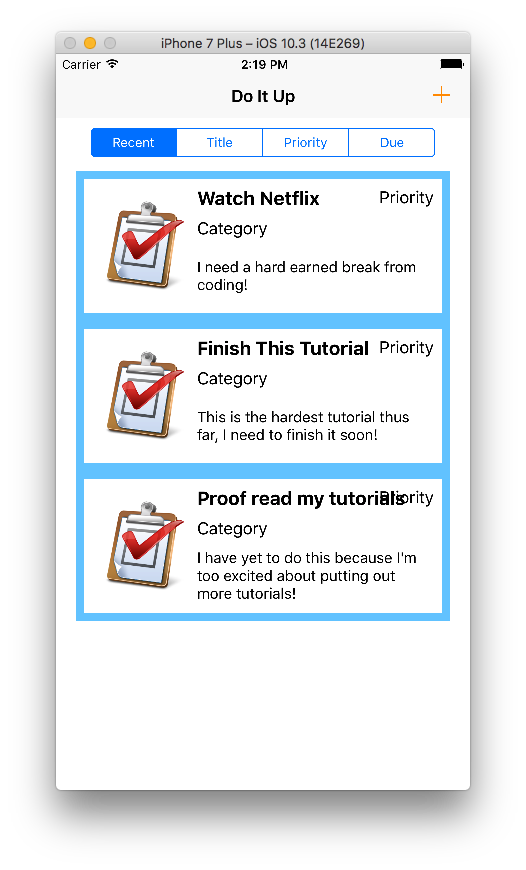 iPhone 7 Plus – iOS 10.3 (14E269)
Carrier 2:19 PM
Do It Up
Recent Title Priority Due
Watch Netflix Priority
Category
I need a hard earned break from
coding!
Finish This Tutorial Priority
Category
This is the hardest tutorial thus
far, I need to finish it soon!
Proof read my tutorials Priority
Category
I have yet to do this because I'm
too excited about putting out
more tutorials!